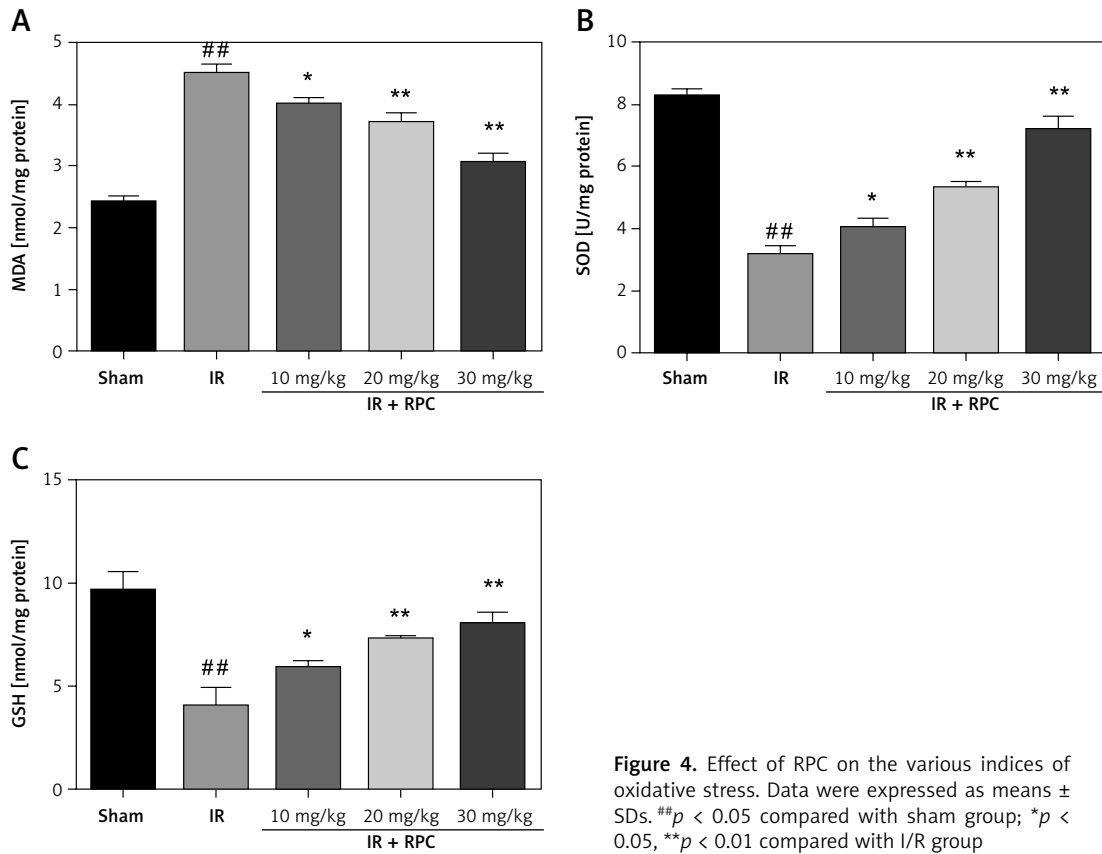 A
MDA [nmol/mg protein]
5
4
3
2
1
0
##
*
**
**
Sham
IR
10 mg/kg 20 mg/kg 30 mg/kg
IR + RPC
B
SOD [U/mg protein]
10
8
6
4
2
0
##
*
**
**
Sham
IR
10 mg/kg 20 mg/kg 30 mg/kg
IR + RPC
C
GSH [nmol/mg protein]
15
10
5
0
##
*
**
**
Sham
IR
10 mg/kg 20 mg/kg 30 mg/kg
IR + RPC
Figure 4. Effect of RPC on the various indices of
oxidative stress. Data were expressed as means ±
SDs. ##p < 0.05 compared with sham group; *p <
0.05, **p < 0.01 compared with I/R group